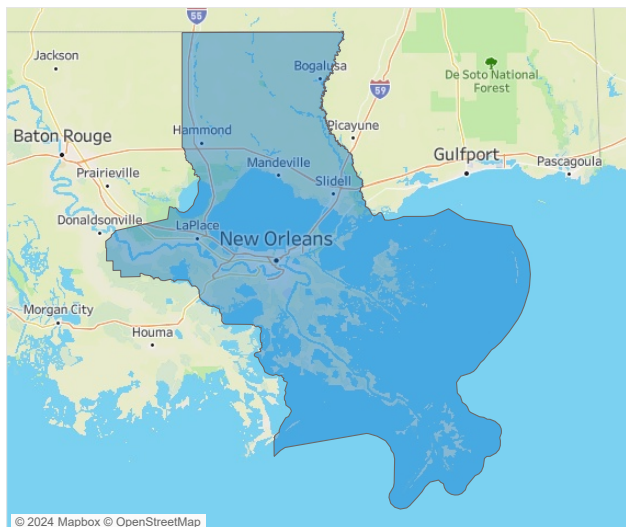 55
Jackson
Bogalusa
De Soto National
Forest
59
Baton Rouge
Hammond
Picayune
Mandeville
Gulfport
Pascagoula
Prairieville
Slidell
Donaldsonville
LaPlace
New Orleans
Morgan City
Houma
© 2024 Mapbox © OpenStreetMap